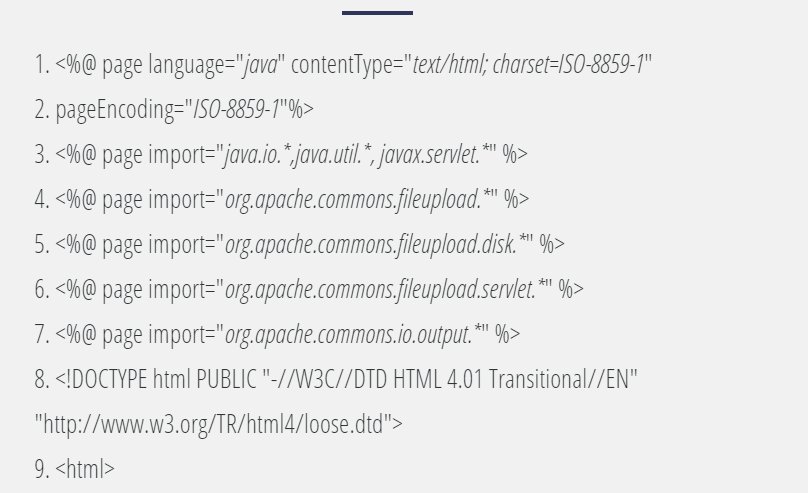 1. <%@ page language="java" contentType="text/html; charset=ISO-8859-1"
2. pageEncoding="ISO-8859-1"%>
3. <%@ page import="java.io.*,java.util.*, javax.servlet.*" %>
4. <%@ page import="org.apache.commons.fileupload.*" %>
5. <%@ page import="org.apache.commons.fileupload.disk.*" %>
6. <%@ page import="org.apache.commons.fileupload.servlet.*" %>
7. <%@ page import="org.apache.commons.io.output.*" %>
8. <!DOCTYPE html PUBLIC "-//W3C//DTD HTML 4.01 Transitional//EN"
"http://www.w3.org/TR/html4/loose.dtd">
9. <html>